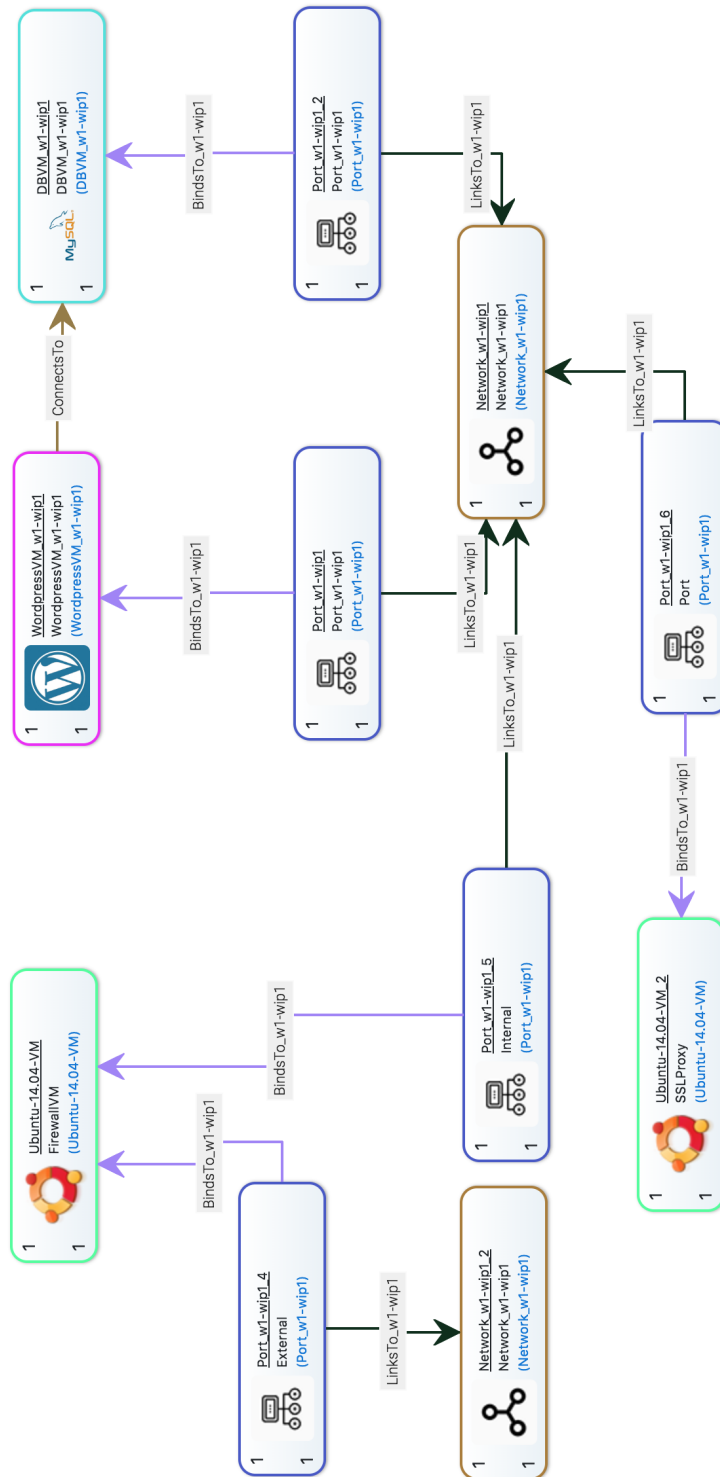 1
Ubuntu-14.04-VM
FirewallVM
(Ubuntu-14.04-VM)
1
1
WordpressVM_w1-wip1
WordpressVM_w1-wip1
(WordpressVM_w1-wip1)
1
ConnectsTo
1
MySQL
DBVM_w1-wip1
DBVM_w1-wip1
(DBVM_w1-wip1)
1
BindsTo_w1-wip1
BindsTo_w1-wip1
BindsTo_w1-wip1
BindsTo_w1-wip1
1
Port_w1-wip1_4
External
(Port_w1-wip1)
1
1
Port_w1-wip1
Port_w1-wip1
(Port_w1-wip1)
1
1
Port_w1-wip1_2
Port_w1-wip1
(Port_w1-wip1)
1
LinksTo_w1-wip1
LinksTo_w1-wip1
LinksTo_w1-wip1
1
Network_w1-wip1_2
Network_w1-wip1
(Network_w1-wip1)
1
1
Port_w1-wip1_5
Internal
(Port_w1-wip1)
1
LinksTo_w1-wip1
1
Network_w1-wip1
Network_w1-wip1
(Network_w1-wip1)
1
LinksTo_w1-wip1
1
Ubuntu-14.04-VM_2
SSLProxy
(Ubuntu-14.04-VM)
1
BindsTo_w1-wip1
1
Port_w1-wip1_6
Port
(Port_w1-wip1)
1